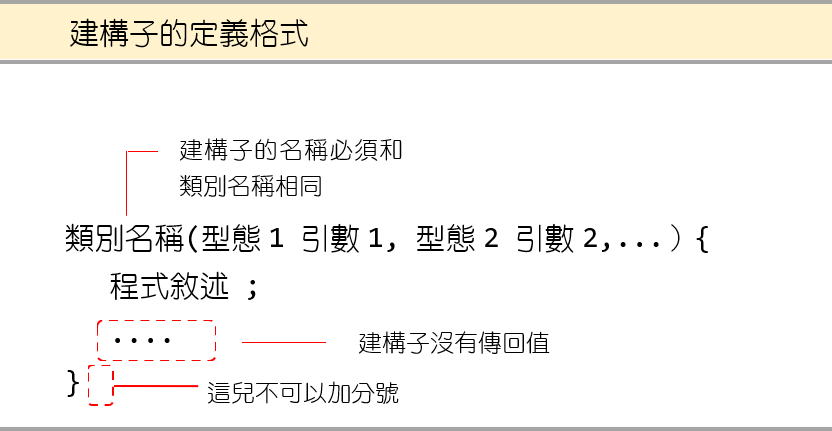 建構子的定義格式
建構子的名稱必須和
類別名稱相同
類別名稱(型態1 引數1, 型態2 引數2,...) {
程式敘述 ;
....
建構子沒有傳回值
}
這兒不可以加分號